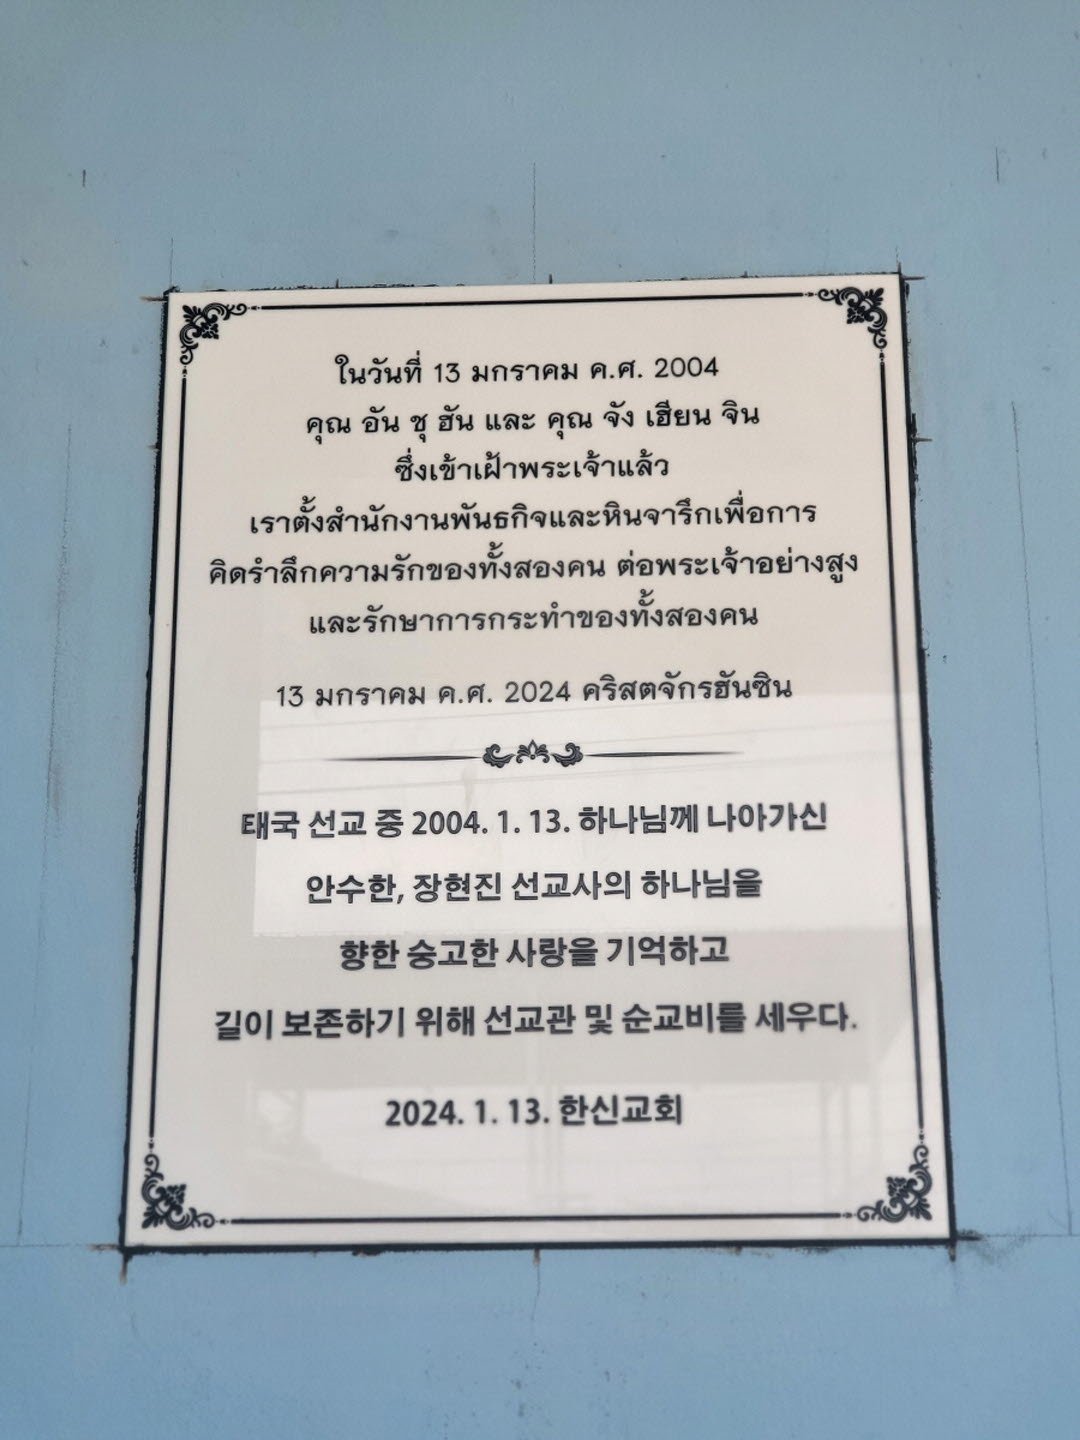 ในวันที่ 13 มกราคม ค.ศ. 2004
คุณ อัน ชุ ฮัน และ คุณ จัง เฮียน จิน
ซึ่งเข้าเฝ้าพระเจ้าแล้ว
เราตั้งสำนักงานพันธกิจและหินจารึกเพื่อการ
คิดรำลึกความรักของทั้งสองคน ต่อพระเจ้าอย่างสูง
และรักษาการกระทำของทั้งสองคน
13 มกราคม ค.ศ. 2024 คริสตจักรฮันซิน
태국 선교 중 2004. 1. 13. 하나님께 나아가신
안수한, 장현진 선교사의 하나님을
향한 숭고한 사랑을 기억하고
길이 보존하기 위해 선교관 및 순교비를 세우다.
2024. 1. 13. 한신교회